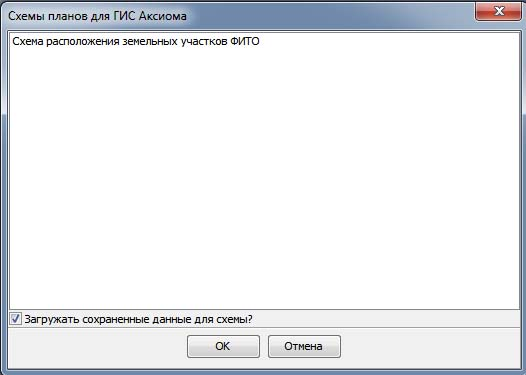 Схемы планов для ГИС Аксиома
Схема расположения земельных участков ФИТО
Загружать сохраненные данные для схемы?
OK
Отмена